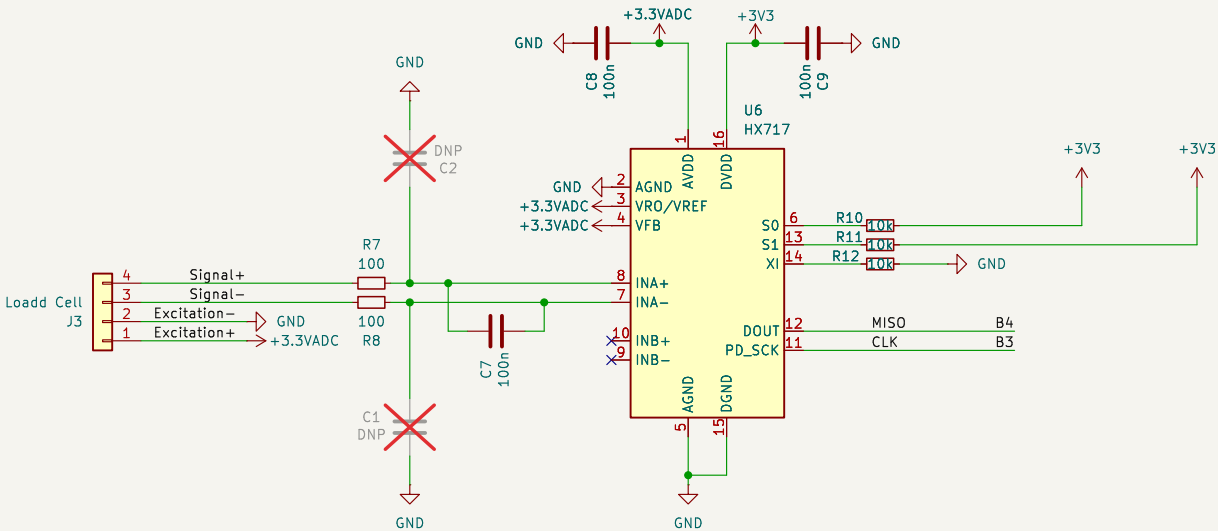 +3.3VADC
+3V3
GND
C8
100n
100n
C9
GND
GND
U6
HX717
DNP
C2
1
16
+3V3
+3V3
AVDD
DVDD
GND
2
AGND
+3.3VADC
3
VRO/VREF
+3.3VADC
4
VFB
S0
6
R10
10k
S1
13
R11
10k
XI
14
R12
10k
GND
R7
100
4
Signal+
8
INA+
Loadd Cell
3
Signal-
7
INA-
J3
2
Excitation-
GND
100
1
Excitation+
+3.3VADC
R8
C7
100n
10
INB+
9
INB-
DOUT
12
MISO
B4
PD_SCK
11
CLK
B3
AGND
DGND
C1
DNP
5
15
GND
GND